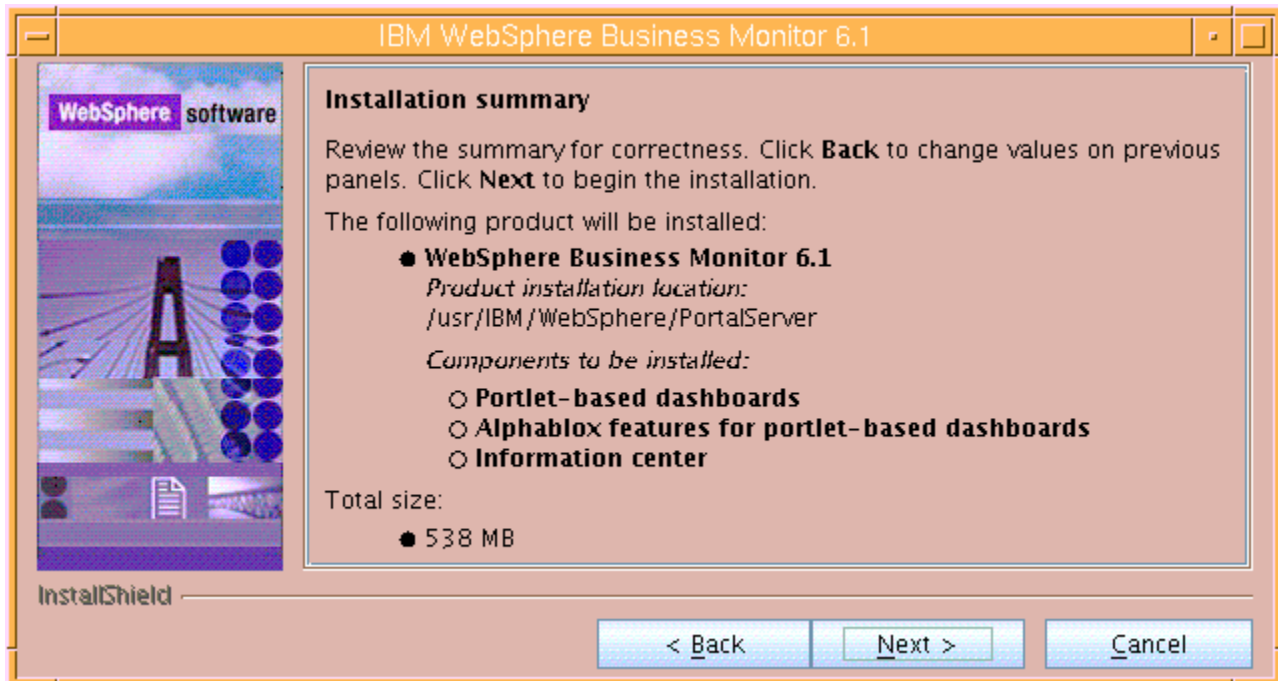 IBM WebSphere Business Monitor 6.1
WebSphere software
Installation summary
Review the summary for correctness. Click Back to change values on previous
panels. Click Next to begin the installation.
The following product will be installed:
WebSphere Business Monitor 6.1
Product installation location:
/usr/IBM/WebSphere/PortalServer
Components to be installed:
Portlet-based dashboards
Alphablox features for portlet-based dashboards
Information center
Total size:
538 MB
InstallShield
< Back
Next >
Cancel